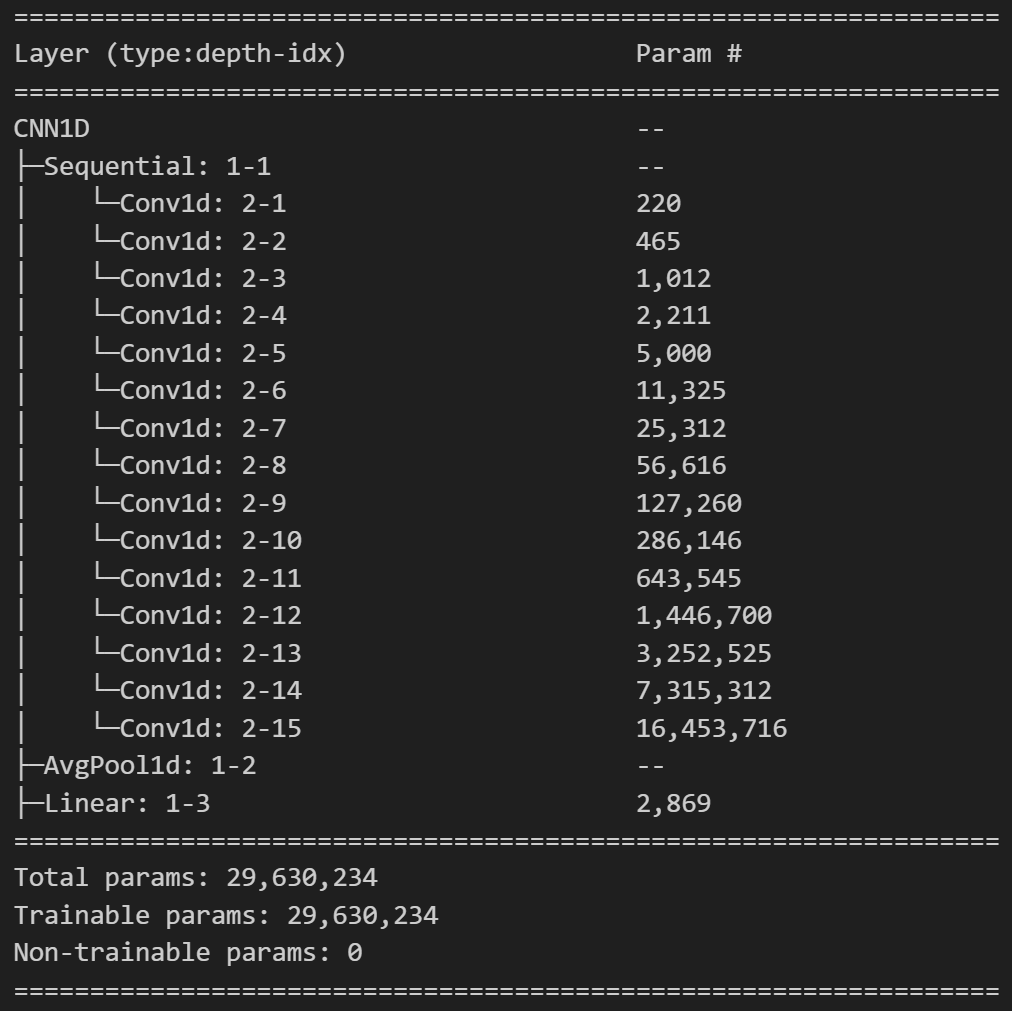 =================================================================
Layer (type:depth-idx)                   Param #
=================================================================
CNN1D                                    --
├─Sequential: 1-1                        --
│    └─Conv1d: 2-1                       220
│    └─Conv1d: 2-2                       465
│    └─Conv1d: 2-3                       1,012
│    └─Conv1d: 2-4                       2,211
│    └─Conv1d: 2-5                       5,000
│    └─Conv1d: 2-6                       11,325
│    └─Conv1d: 2-7                       25,312
│    └─Conv1d: 2-8                       56,616
│    └─Conv1d: 2-9                       127,260
│    └─Conv1d: 2-10                      286,146
│    └─Conv1d: 2-11                      643,545
│    └─Conv1d: 2-12                      1,446,700
│    └─Conv1d: 2-13                      3,252,525
│    └─Conv1d: 2-14                      7,315,312
│    └─Conv1d: 2-15                      16,453,716
├─AvgPool1d: 1-2                         --
├─Linear: 1-3                            2,869
=================================================================
Total params: 29,630,234
Trainable params: 29,630,234
Non-trainable params: 0
=================================================================